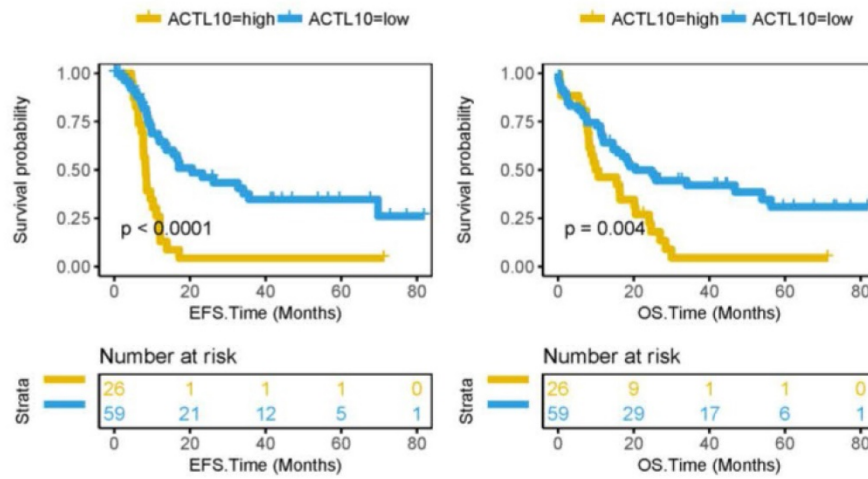 ACTL10=high ACTL10=low
Survival probability
1.00
0.75
0.50
0.25
0.00
p < 0.0001
0 20 40 60 80
EFS.Time (Months)
Number at risk
Strata
26 1 1 1 0
59 21 12 5 1
0 20 40 60 80
EFS.Time (Months)
ACTL10=high ACTL10=low
Survival probability
1.00
0.75
0.50
0.25
0.00
p = 0.004
0 20 40 60 80
OS.Time (Months)
Number at risk
Strata
26 9 1 1 0
59 29 17 6 1
0 20 40 60 80
OS.Time (Months)